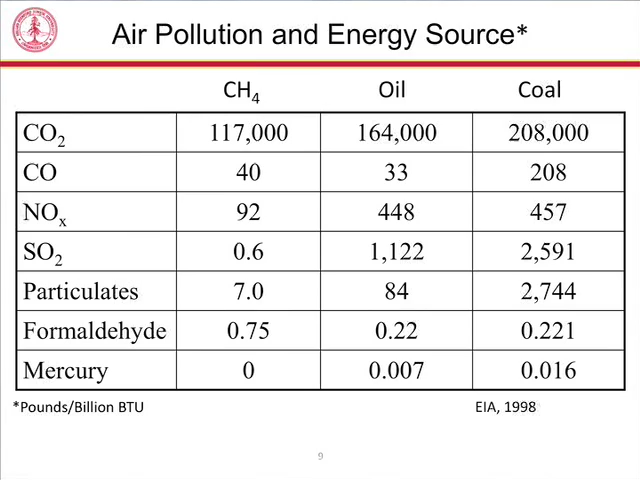 Air Pollution and Energy Source*
CH₄ Oil Coal
CO₂ 117,000 164,000 208,000
CO 40 33 208
NOₓ 92 448 457
SO₂ 0.6 1,122 2,591
Particulates 7.0 84 2,744
Formaldehyde 0.75 0.22 0.221
Mercury 0 0.007 0.016
*Pounds/Billion BTU EIA, 1998
9